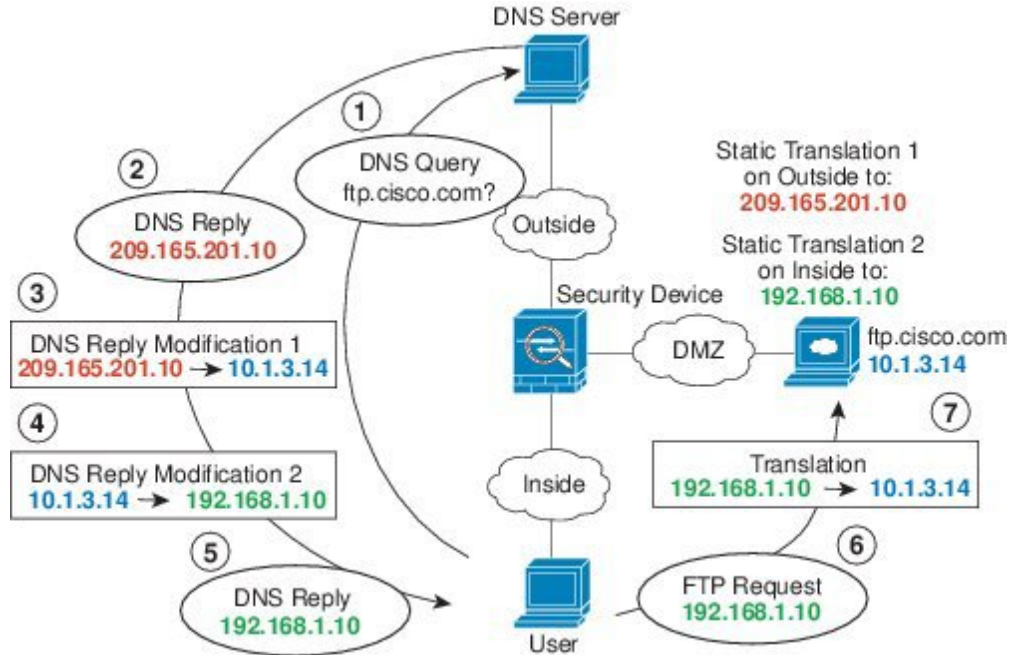 DNS Server
1
DNS Query
ftp.cisco.com?
2
DNS Reply
209.165.201.10
Outside
Static Translation 1
on Outside to:
209.165.201.10
Static Translation 2
on Inside to:
192.168.1.10
3
DNS Reply Modification 1
209.165.201.10 → 10.1.3.14
Security Device
DMZ
ftp.cisco.com
10.1.3.14
4
DNS Reply Modification 2
10.1.3.14 → 192.168.1.10
Inside
7
Translation
192.168.1.10 → 10.1.3.14
5
DNS Reply
192.168.1.10
User
6
FTP Request
192.168.1.10